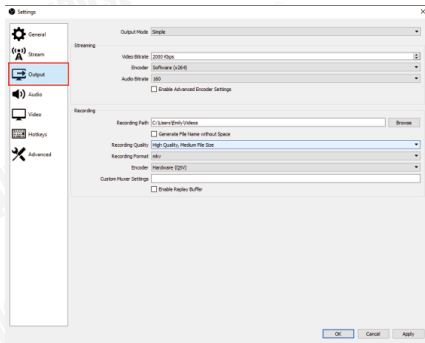 Settings
General
Stream
Output
Audio
Video
Hotkeys
Advanced
Output Mode Simple
Streaming
Video Bitrate 2000 Kbps
Encoder Software (x264)
Audio Bitrate 160
Enable Advanced Encoder Settings
Recording
Recording Path C:/Users/Emily/Videos Browse
Generate File Name without Space
Recording Quality High Quality, Medium File Size
Recording Format mkv
Encoder Hardware (QSV)
Custom Muxer Settings
Enable Replay Buffer
OK Cancel Apply